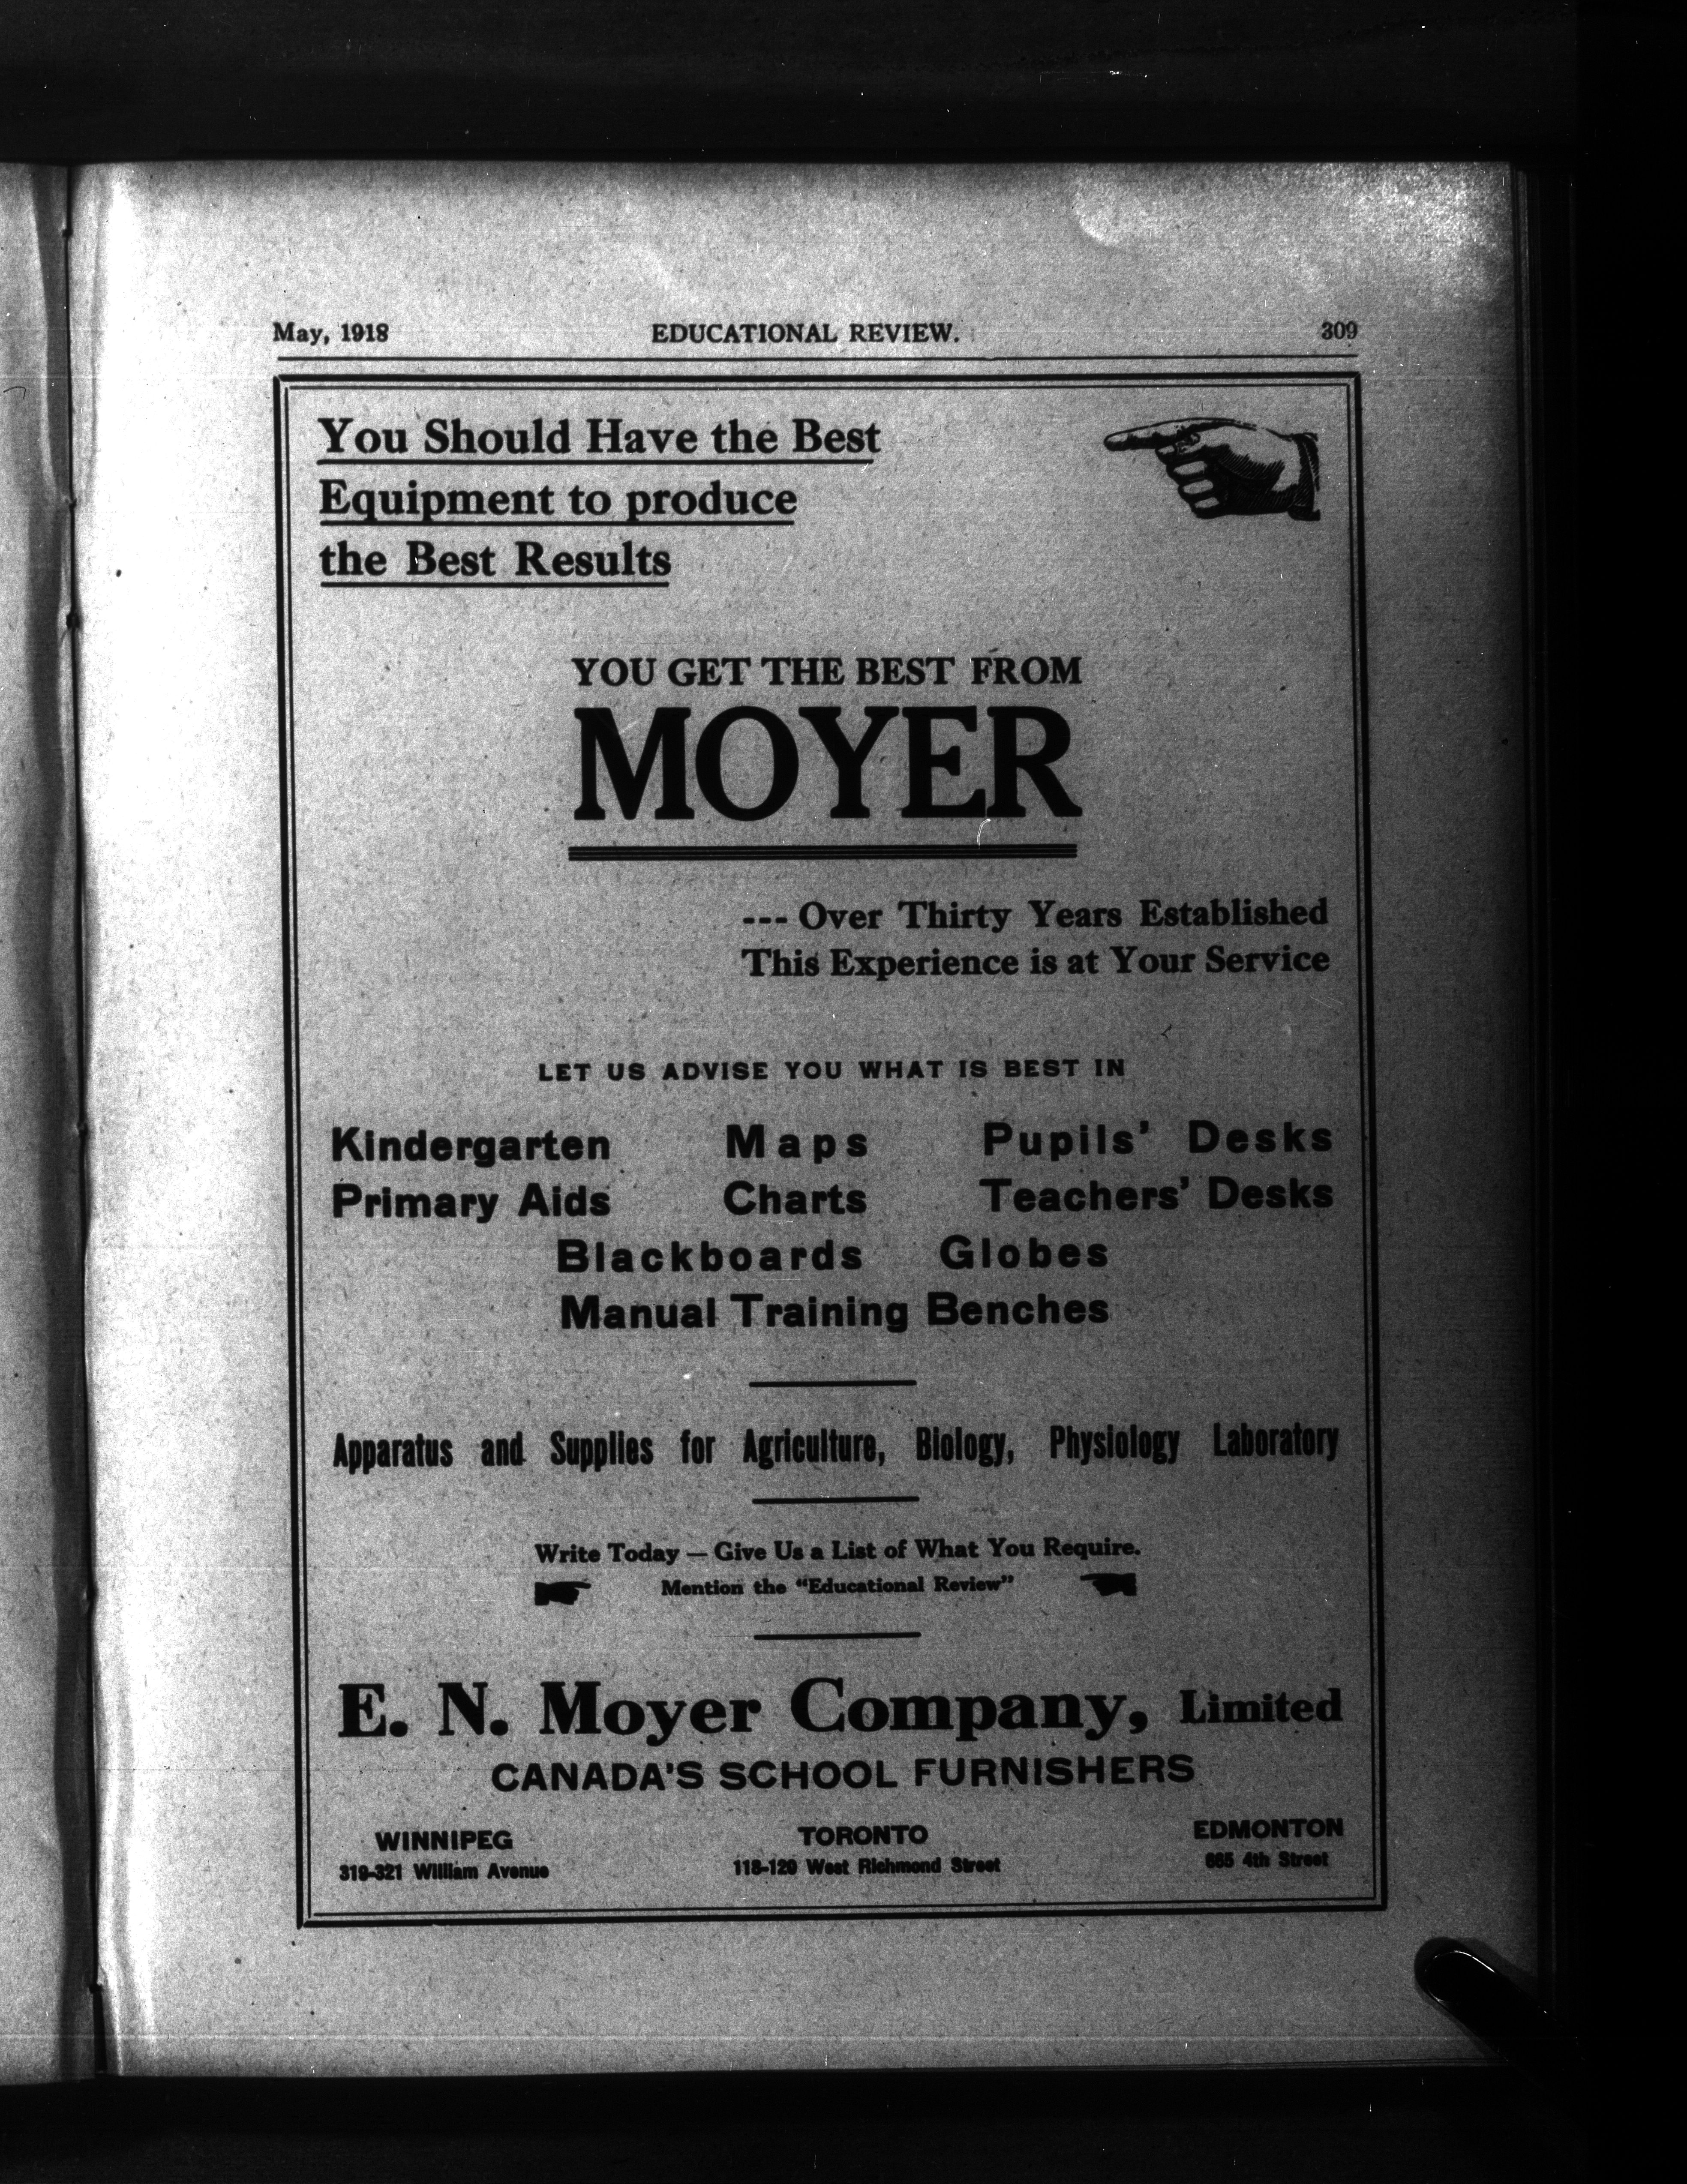 May, 1918 EDUCATIONAL REVIEW. 309
You Should Have the Best
Equipment to produce
the Best Results
YOU GET THE BEST FROM
MOYER
--- Over Thirty Years Established
This Experience is at Your Service
LET US ADVISE YOU WHAT IS BEST IN
Kindergarten Maps Pupils' Desks
Primary Aids Charts Teachers' Desks
Blackboards Globes
Manual Training Benches
Apparatus and Supplies for Agriculture, Biology, Physiology Laboratory
Write Today — Give Us a List of What You Require.
Mention the "Educational Review"
E. N. Moyer Company, Limited
CANADA'S SCHOOL FURNISHERS
WINNIPEG TORONTO EDMONTON
319-321 William Avenue 118-120 West Richmond Street 665 4th Street